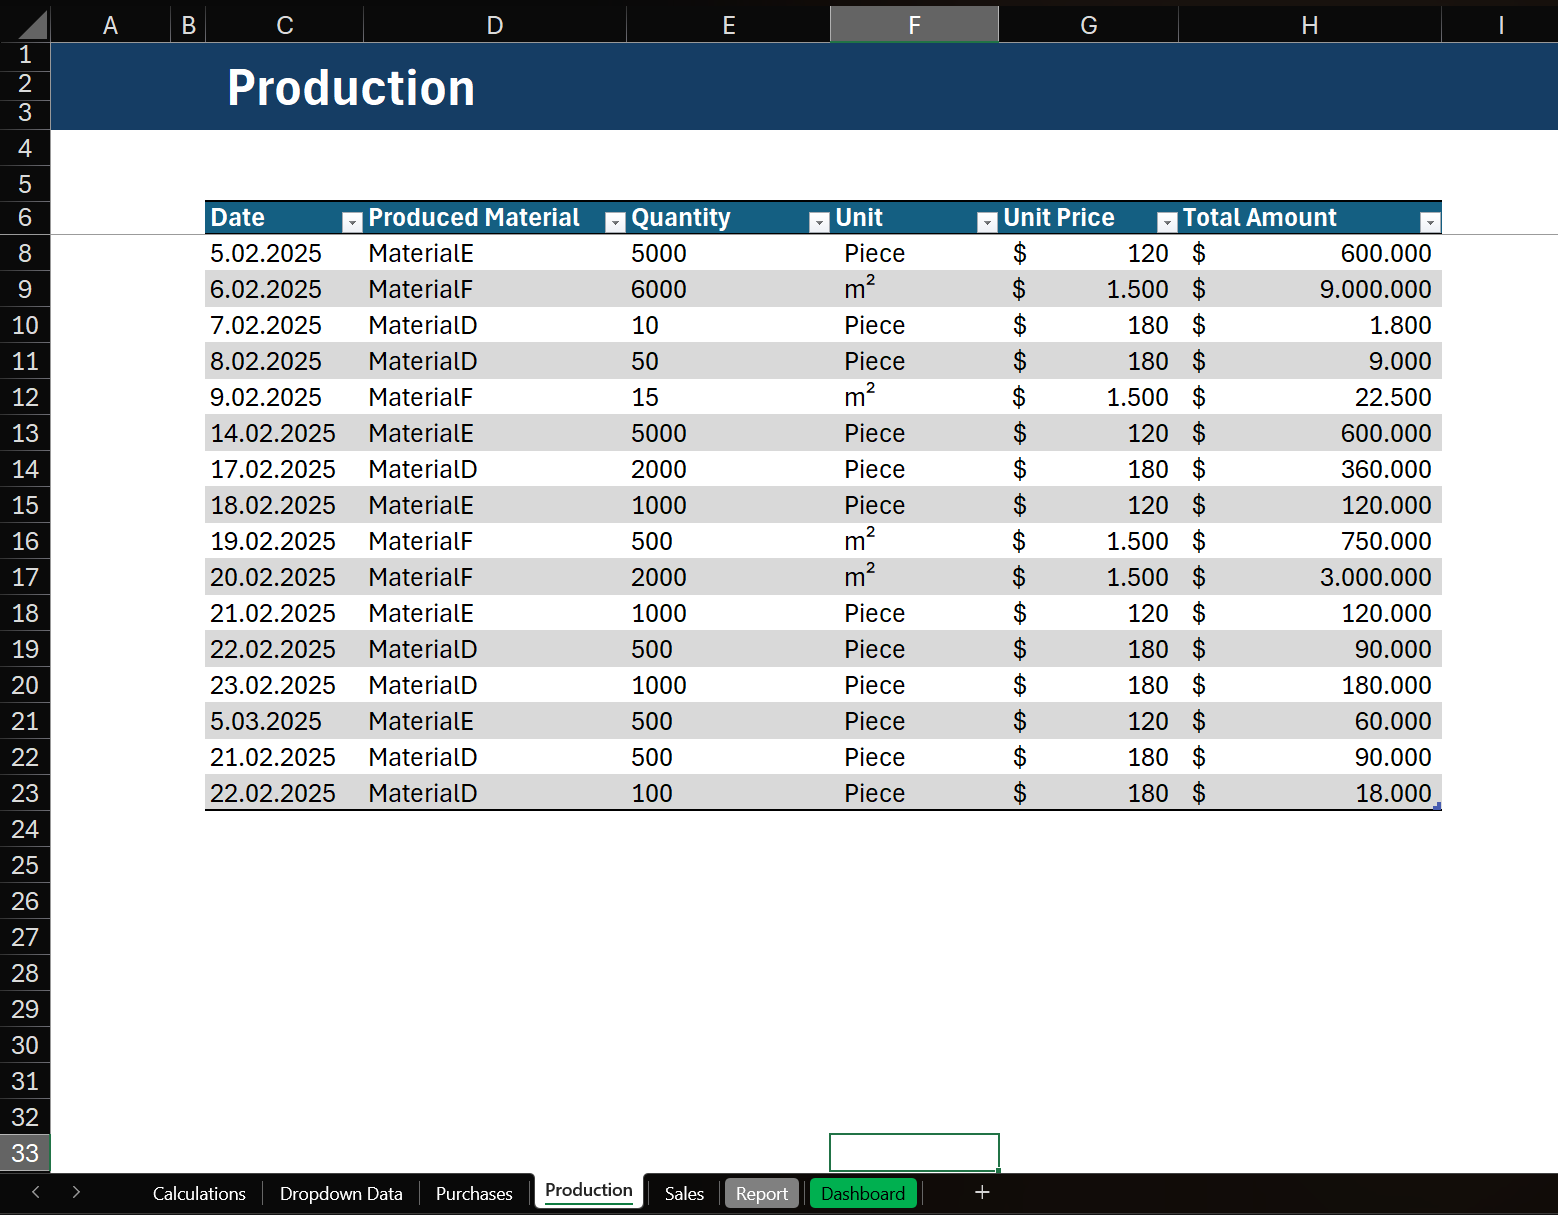 A B C D E F G H I
1
2 Production
3
4
5
6 Date Produced Material Quantity Unit Unit Price Total Amount
8 5.02.2025 MaterialE 5000 Piece $ 120 $ 600.000
9 6.02.2025 MaterialF 6000 m² $ 1.500 $ 9.000.000
10 7.02.2025 MaterialD 10 Piece $ 180 $ 1.800
11 8.02.2025 MaterialD 50 Piece $ 180 $ 9.000
12 9.02.2025 MaterialF 15 m² $ 1.500 $ 22.500
13 14.02.2025 MaterialE 5000 Piece $ 120 $ 600.000
14 17.02.2025 MaterialD 2000 Piece $ 180 $ 360.000
15 18.02.2025 MaterialE 1000 Piece $ 120 $ 120.000
16 19.02.2025 MaterialF 500 m² $ 1.500 $ 750.000
17 20.02.2025 MaterialF 2000 m² $ 1.500 $ 3.000.000
18 21.02.2025 MaterialE 1000 Piece $ 120 $ 120.000
19 22.02.2025 MaterialD 500 Piece $ 180 $ 90.000
20 23.02.2025 MaterialD 1000 Piece $ 180 $ 180.000
21 5.03.2025 MaterialE 500 Piece $ 120 $ 60.000
22 21.02.2025 MaterialD 500 Piece $ 180 $ 90.000
23 22.02.2025 MaterialD 100 Piece $ 180 $ 18.000
24
25
26
27
28
29
30
31
32
33
Calculations Dropdown Data Purchases Production Sales Report Dashboard +